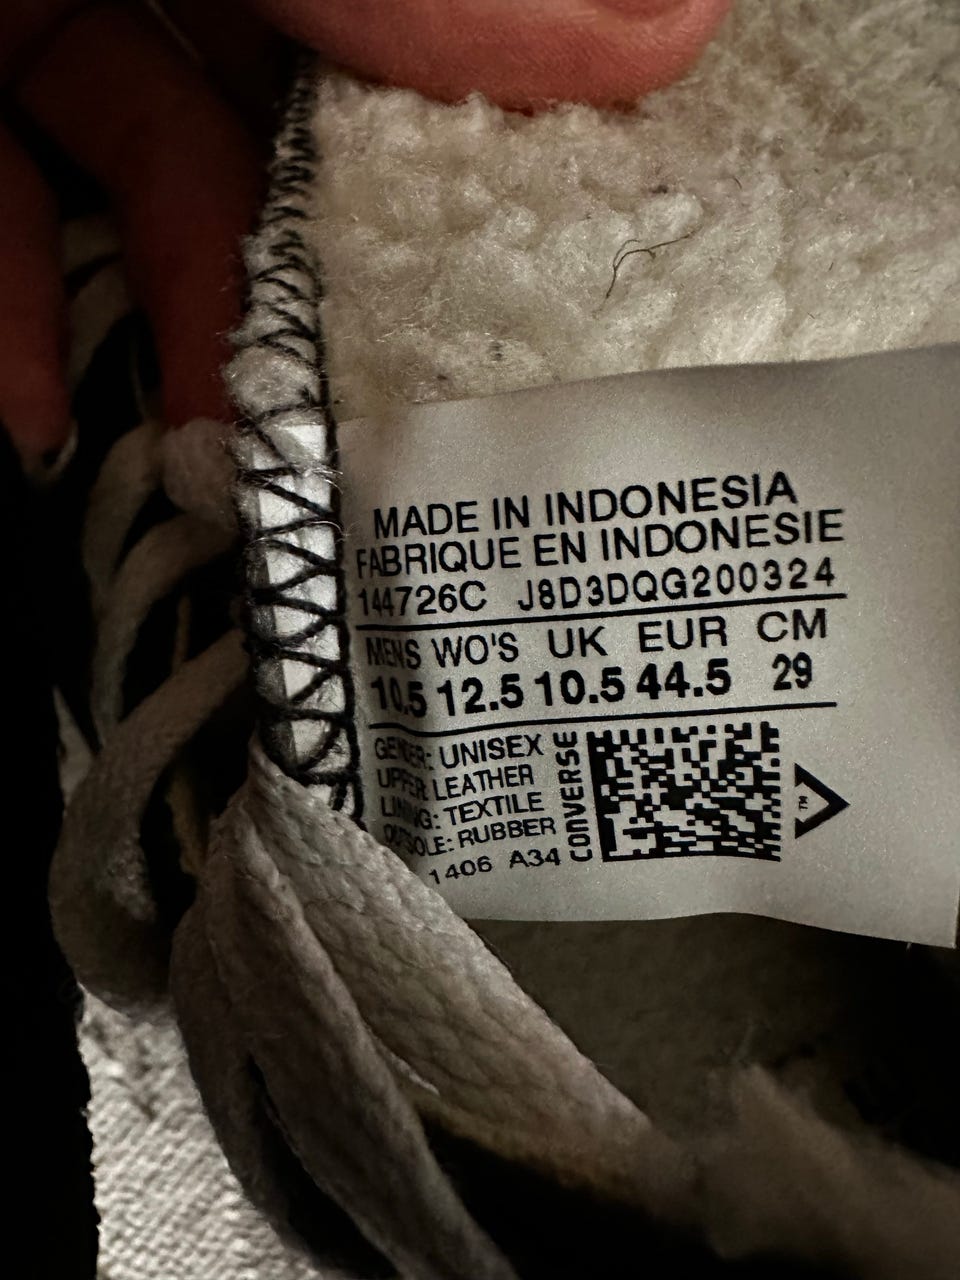 MADE IN INDONESIA
FABRIQUE EN INDONESIE
144726C J8D3DQG200324
MENS WO'S UK EUR CM
10.5 12.5 10.5 44.5 29
GENDER: UNISEX
UPPER: LEATHER
LINING: TEXTILE
OUTSOLE: RUBBER
1406 A34
CONVERSE
TM